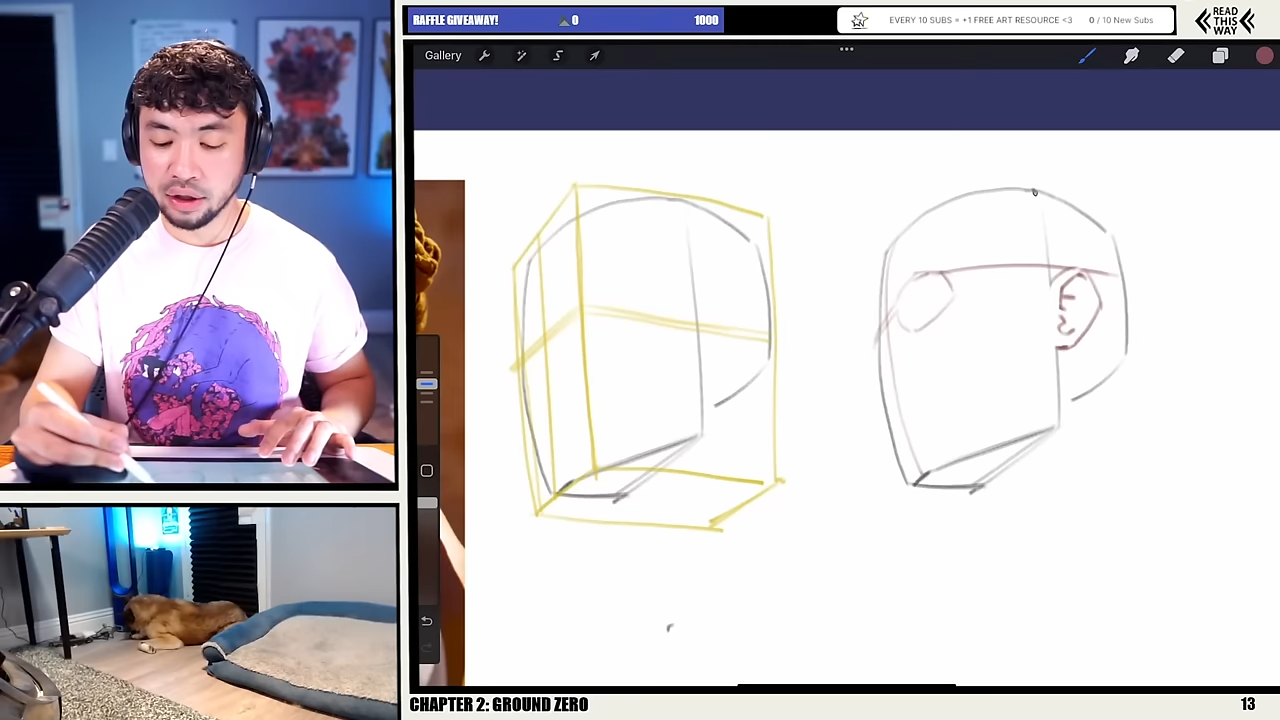 RAFFLE GIVEAWAY! 0 1000
EVERY 10 SUBS = +1 FREE ART RESOURCE <3 0 / 10 New Subs
READ
THIS
WAY
Gallery
CHAPTER 2: GROUND ZERO 13